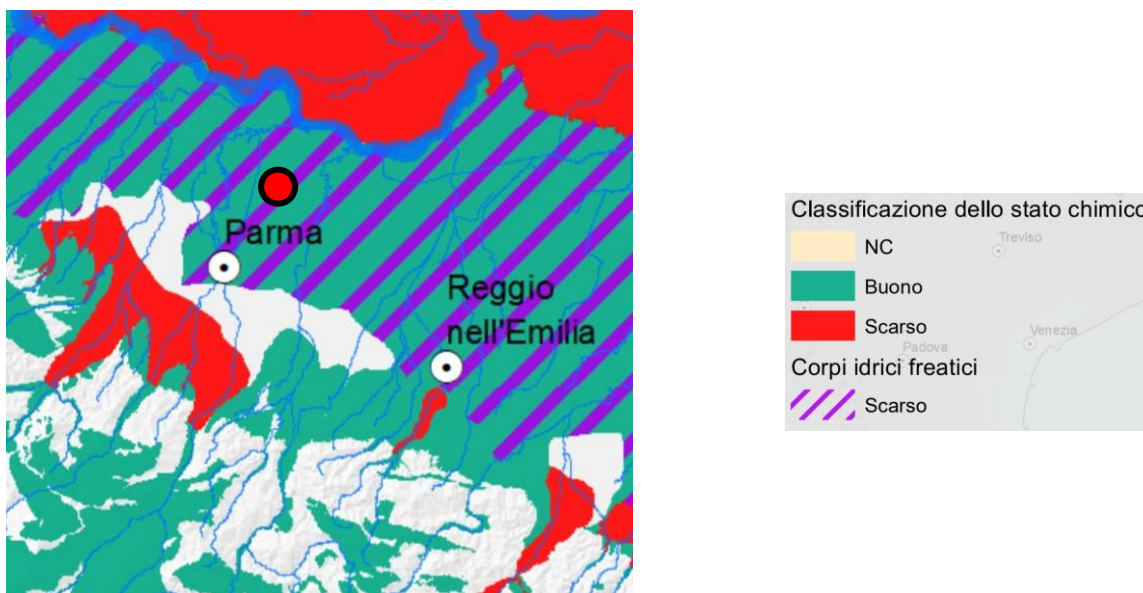 Parma
Reggio
nell'Emilia
Classificazione dello stato chimico
Treviso
NC
Buono
Scarso
Venezia
Padova
Corpi idrici freatici
Scarso